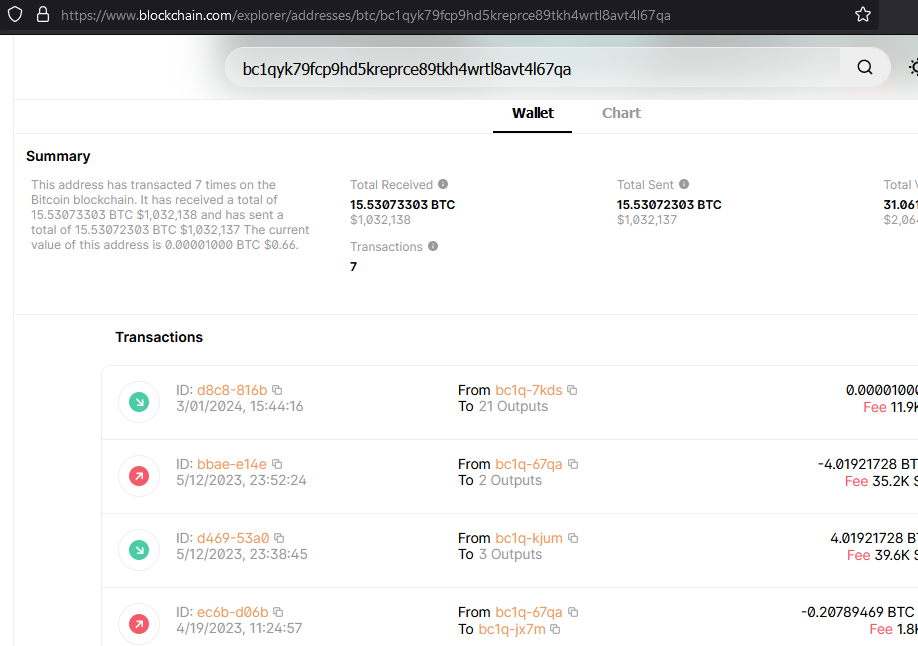 https://www.blockchain.com/explorer/addresses/btc/bc1qyk79fcp9hd5kreprce89tkh4wrtl8avt4l67qa
bc1qyk79fcp9hd5kreprce89tkh4wrtl8avt4l67qa
Wallet Chart
Summary
This address has transacted 7 times on the
Bitcoin blockchain. It has received a total of
15.53073303 BTC $1,032,138 and has sent a
total of 15.53072303 BTC $1,032,137 The current
value of this address is 0.00001000 BTC $0.66.
Total Received
15.53073303 BTC
$1,032,138
Total Sent
15.53072303 BTC
$1,032,137
Total V
31.061
$2,064
Transactions
7
Transactions
ID: d8c8-816b
3/01/2024, 15:44:16
From bc1q-7kds
To 21 Outputs
0.00001000
Fee 11.9K
ID: bbae-e14e
5/12/2023, 23:52:24
From bc1q-67qa
To 2 Outputs
-4.01921728 BT
Fee 35.2K S
ID: d469-53a0
5/12/2023, 23:38:45
From bc1q-kjum
To 3 Outputs
4.01921728 BT
Fee 39.6K S
ID: ec6b-d06b
4/19/2023, 11:24:57
From bc1q-67qa
To bc1q-jx7m
-0.20789469 BTC
Fee 1.8K